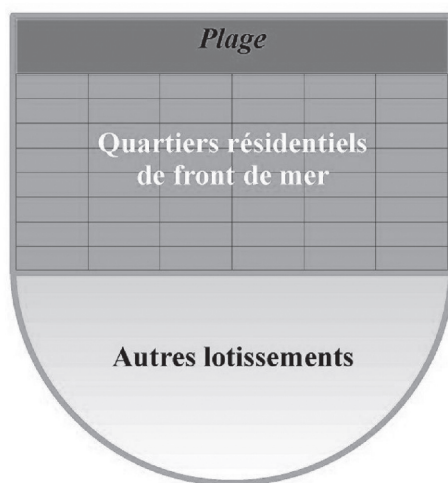 Plage
Quartiers résidentiels
de front de mer
Autres lotissements